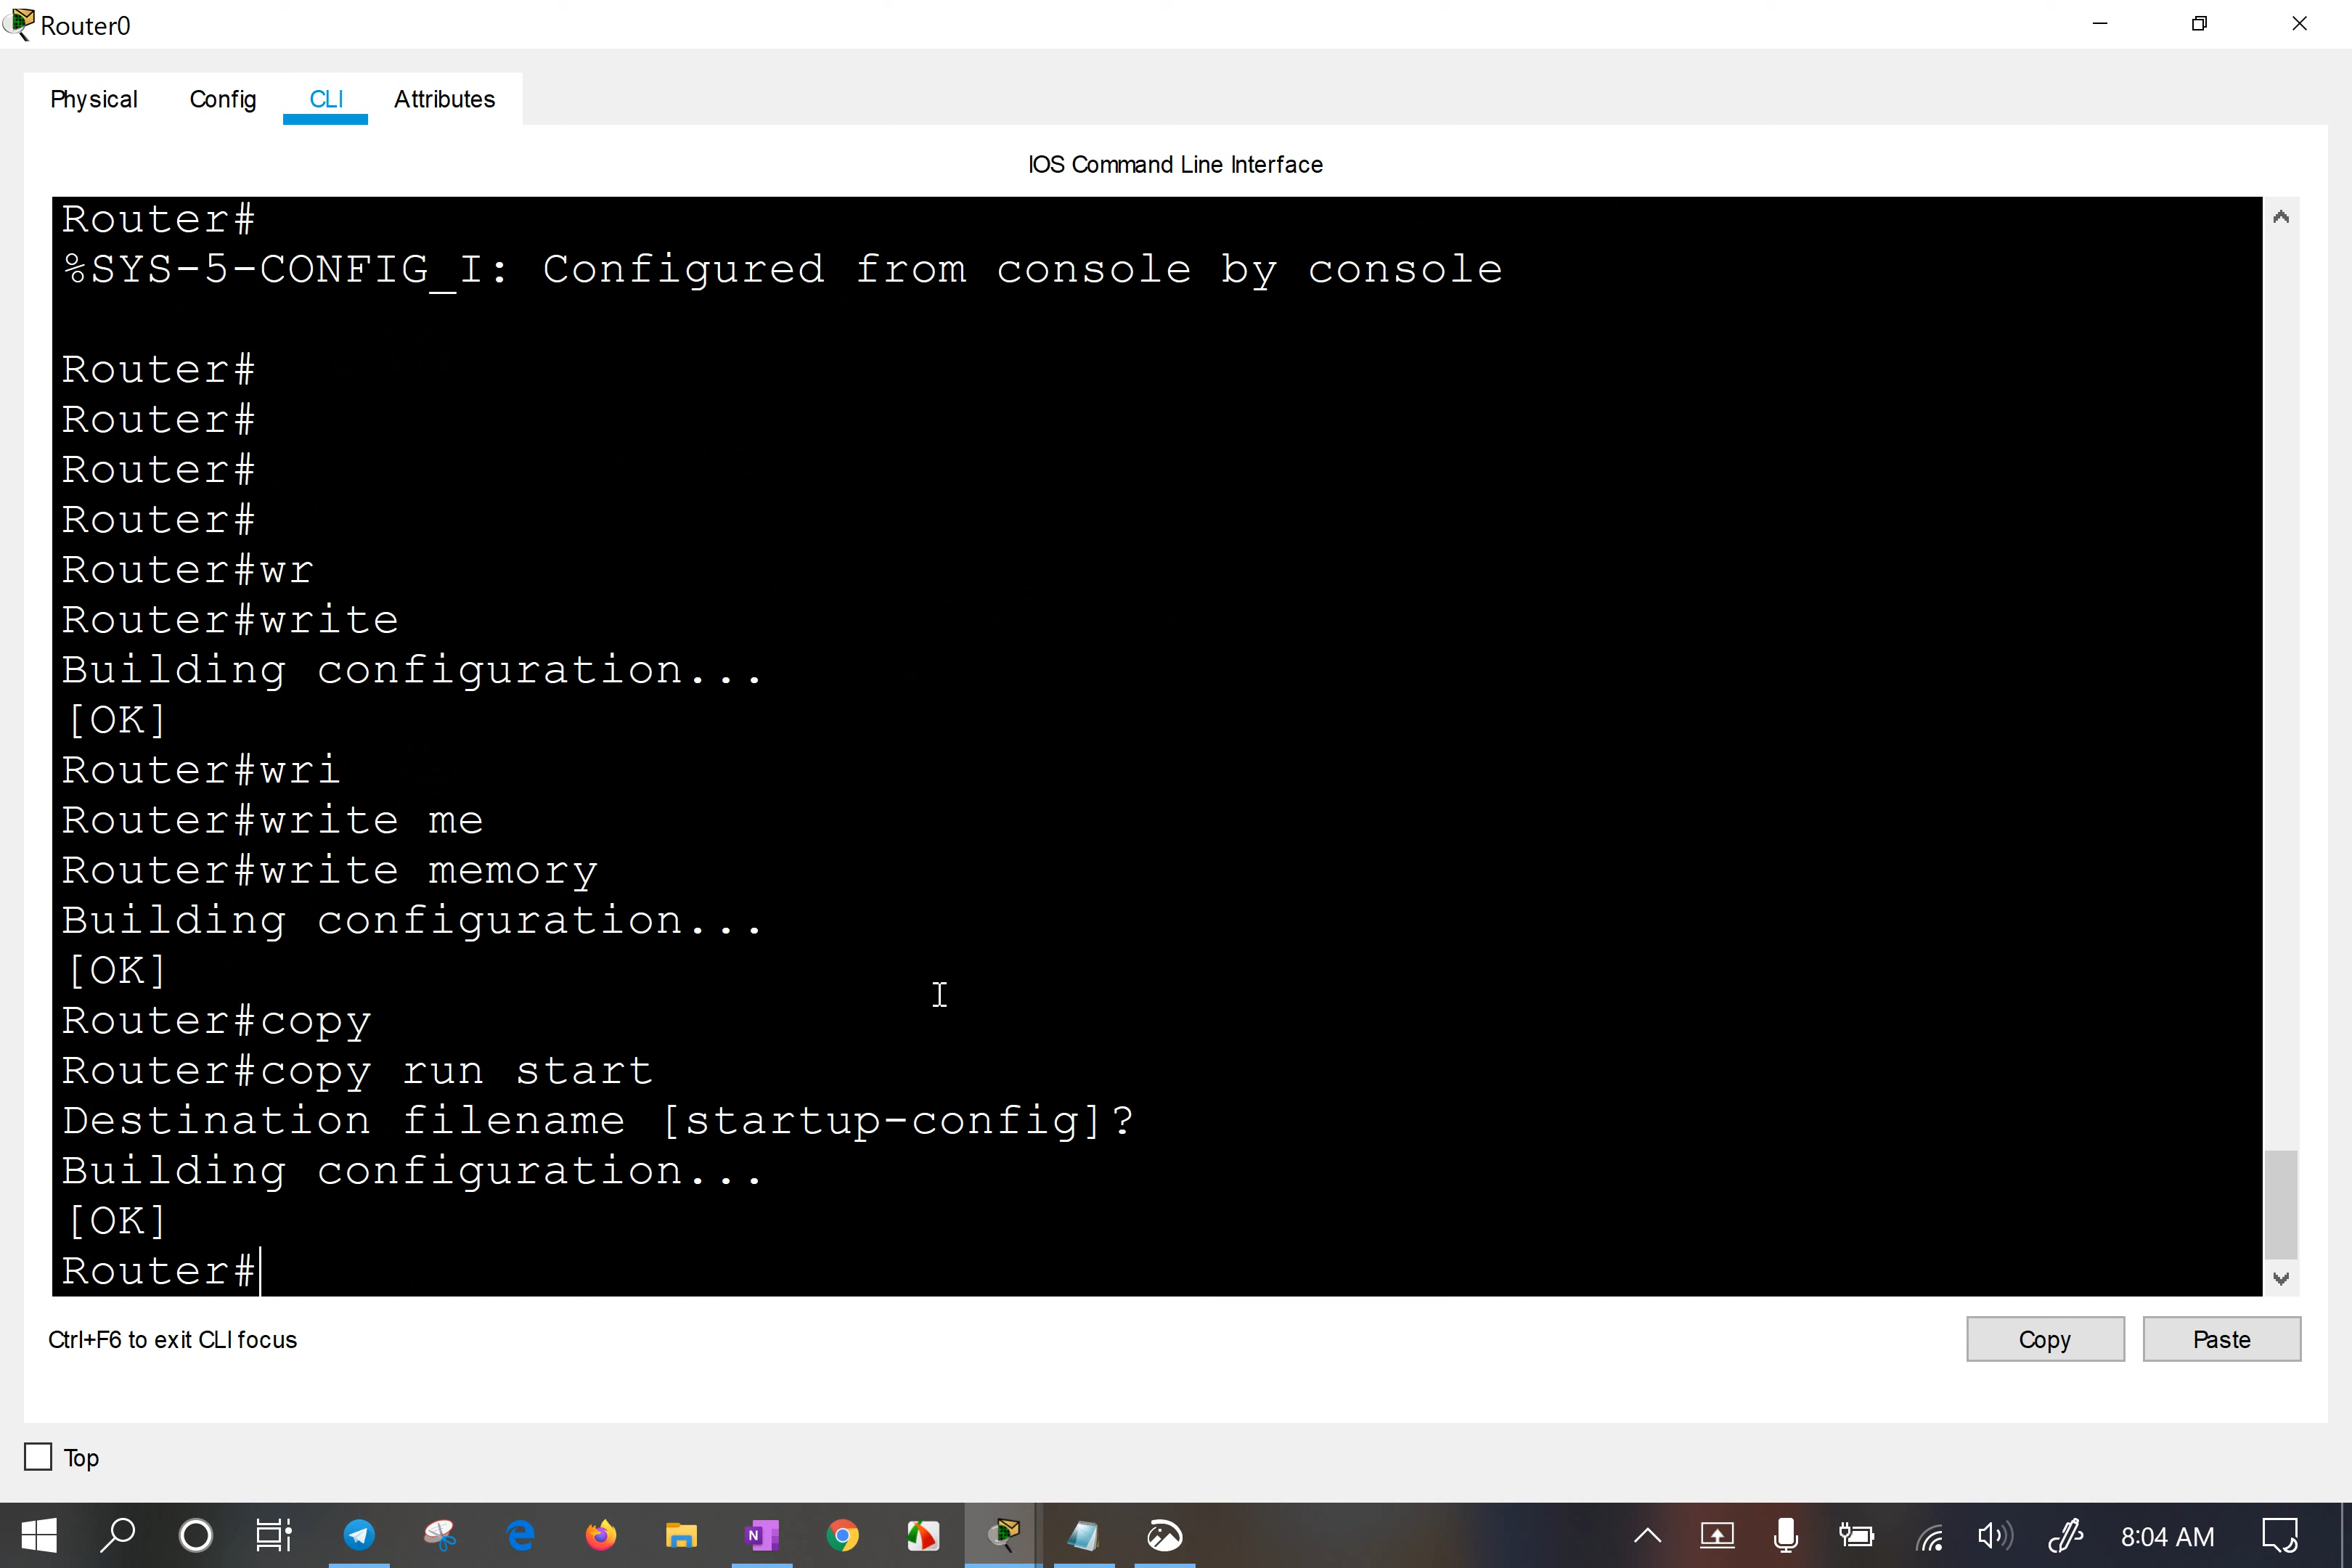 Router0
Physical Config CLI Attributes
IOS Command Line Interface
Router#
%SYS-5-CONFIG_I: Configured from console by console
Router#
Router#
Router#
Router#
Router#wr
Router#write
Building configuration...
[OK]
Router#wri
Router#write me
Router#write memory
Building configuration...
[OK]
Router#copy
Router#copy run start
Destination filename [startup-config]?
Building configuration...
[OK]
Router#
Ctrl+F6 to exit CLI focus
Copy Paste
Top
8:04 AM